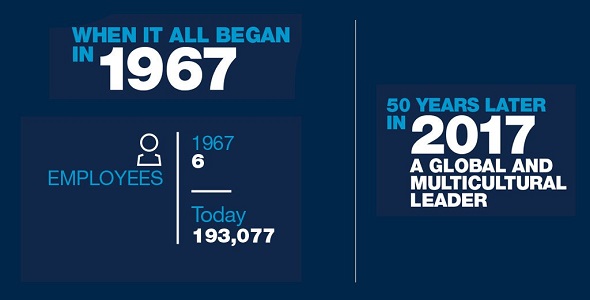 WHEN IT ALL BEGAN
IN 1967
EMPLOYEES
1967
6
Today
193,077
50 YEARS LATER
IN 2017
A GLOBAL AND
MULTICULTURAL
LEADER